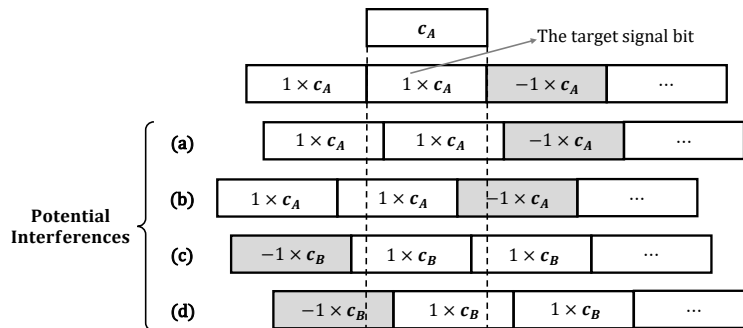 c_A
The target signal bit
1 × c_A 1 × c_A −1 × c_A ⋯
(a) 1 × c_A 1 × c_A −1 × c_A ⋯
(b) 1 × c_A 1 × c_A −1 × c_A ⋯
Potential
Interferences
(c) −1 × c_B 1 × c_B 1 × c_B ⋯
(d) −1 × c_B 1 × c_B 1 × c_B ⋯